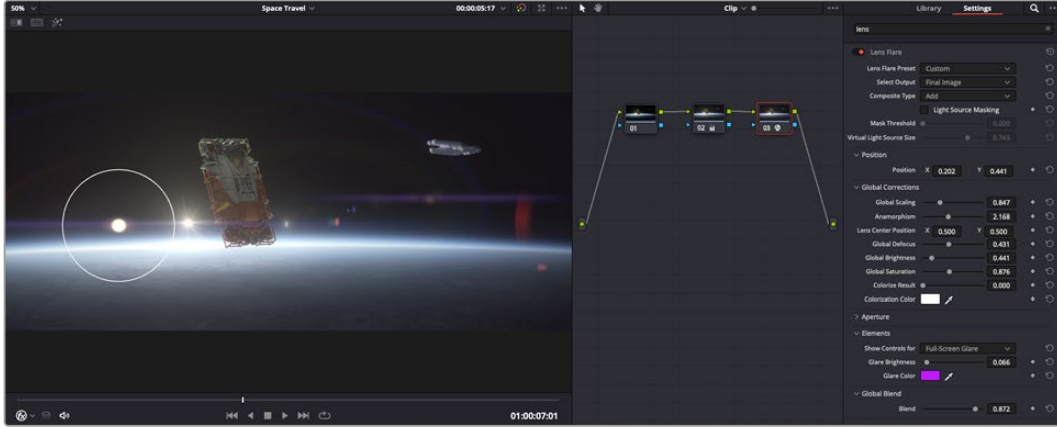 50% Space Travel 00:00:05:17
01:00:07:01
Clip
01 02 03
Library Settings
lens
Lens Flare
Lens Flare Preset Custom
Select Output Final Image
Composite Type Add
Light Source Masking
Mask Threshold 0.000
Virtual Light Source Size 0.743
Position
Position X 0.202 Y 0.441
Global Corrections
Global Scaling 0.847
Anamorphism 2.168
Lens Center Position X 0.500 Y 0.500
Global Defocus 0.431
Global Brightness 0.441
Global Saturation 0.876
Colorize Result 0.000
Colorization Color
Aperture
Elements
Show Controls for Full-Screen Glare
Glare Brightness 0.066
Glare Color
Global Blend
Blend 0.872